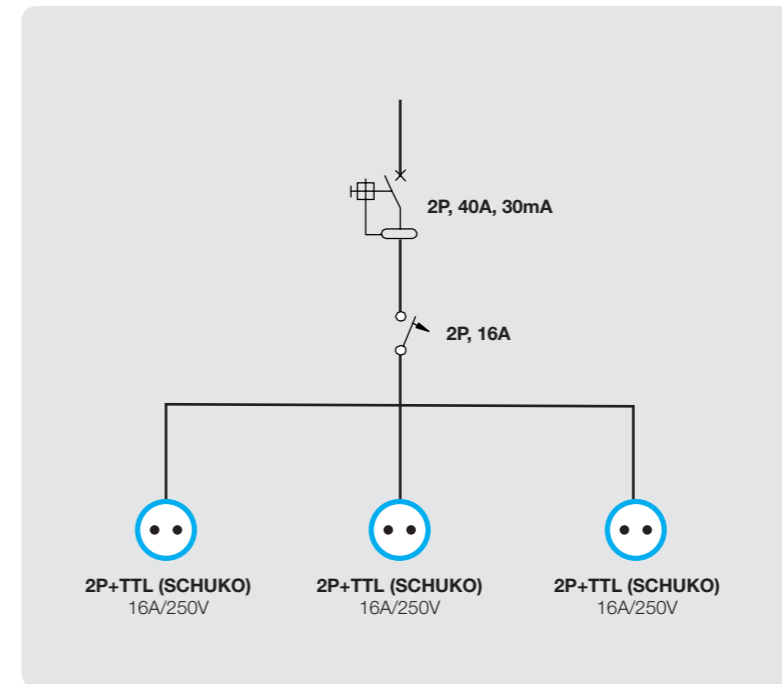 2P, 40A, 30mA
2P, 16A
2P+TTL (SCHUKO)
16A/250V
2P+TTL (SCHUKO)
16A/250V
2P+TTL (SCHUKO)
16A/250V